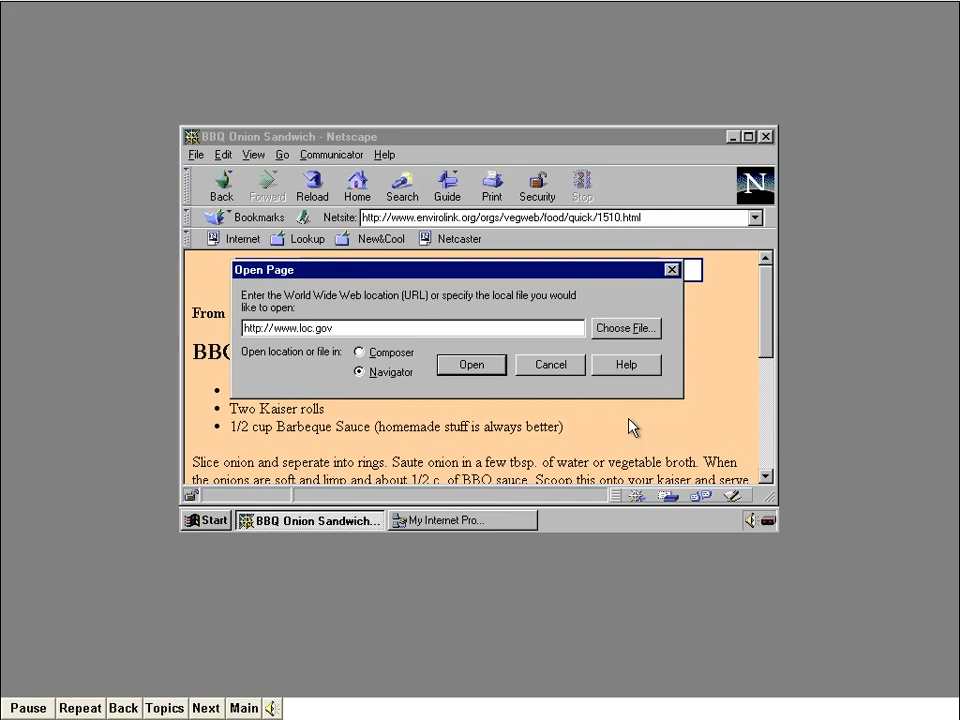 BBQ Onion Sandwich - Netscape
File Edit View Go Communicator Help
Back Forward Reload Home Search Guide Print Security Stop
N
Bookmarks Netsite: http://www.envirolink.org/orgs/vegweb/food/quick/1510.html
Internet Lookup New&Cool Netcaster
Open Page
Enter the World Wide Web location (URL) or specify the local file you would
like to open:
From
http://www.loc.gov Choose File...
BBQ
Open location or file in: Composer
Navigator
Open Cancel Help
Two Kaiser rolls
1/2 cup Barbeque Sauce (homemade stuff is always better)
Slice onion and seperate into rings. Saute onion in a few tbsp. of water or vegetable broth. When
the onions are soft and limp and about 1/2 c. of BBQ sauce. Scoop this onto your kaiser and serve
Start BBQ Onion Sandwich... My Internet Pro...
Pause Repeat Back Topics Next Main